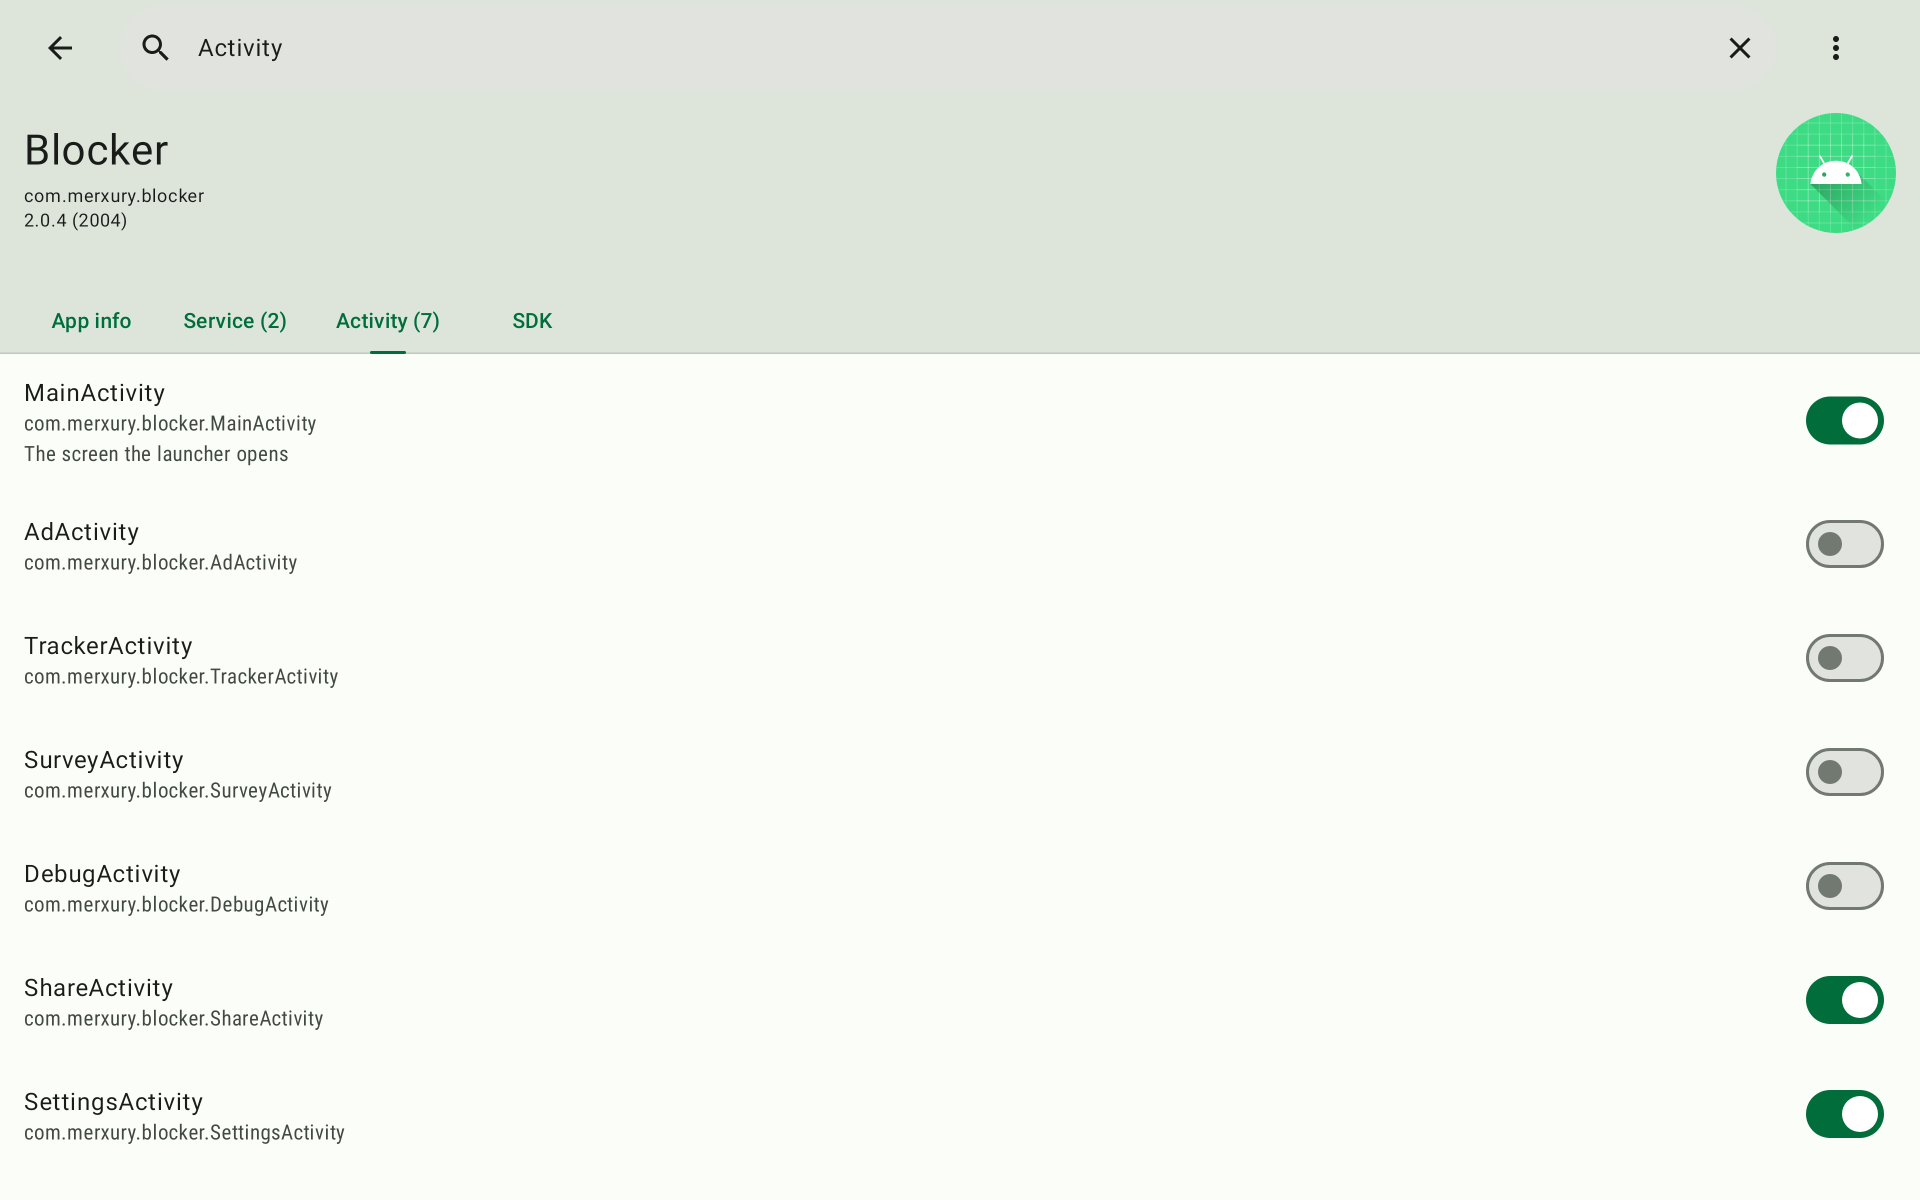 Activity
Blocker
com.merxury.blocker
2.0.4 (2004)
App info
Service (2)
Activity (7)
SDK
MainActivity
com.merxury.blocker.MainActivity
The screen the launcher opens
AdActivity
com.merxury.blocker.AdActivity
TrackerActivity
com.merxury.blocker.TrackerActivity
SurveyActivity
com.merxury.blocker.SurveyActivity
DebugActivity
com.merxury.blocker.DebugActivity
ShareActivity
com.merxury.blocker.ShareActivity
SettingsActivity
com.merxury.blocker.SettingsActivity